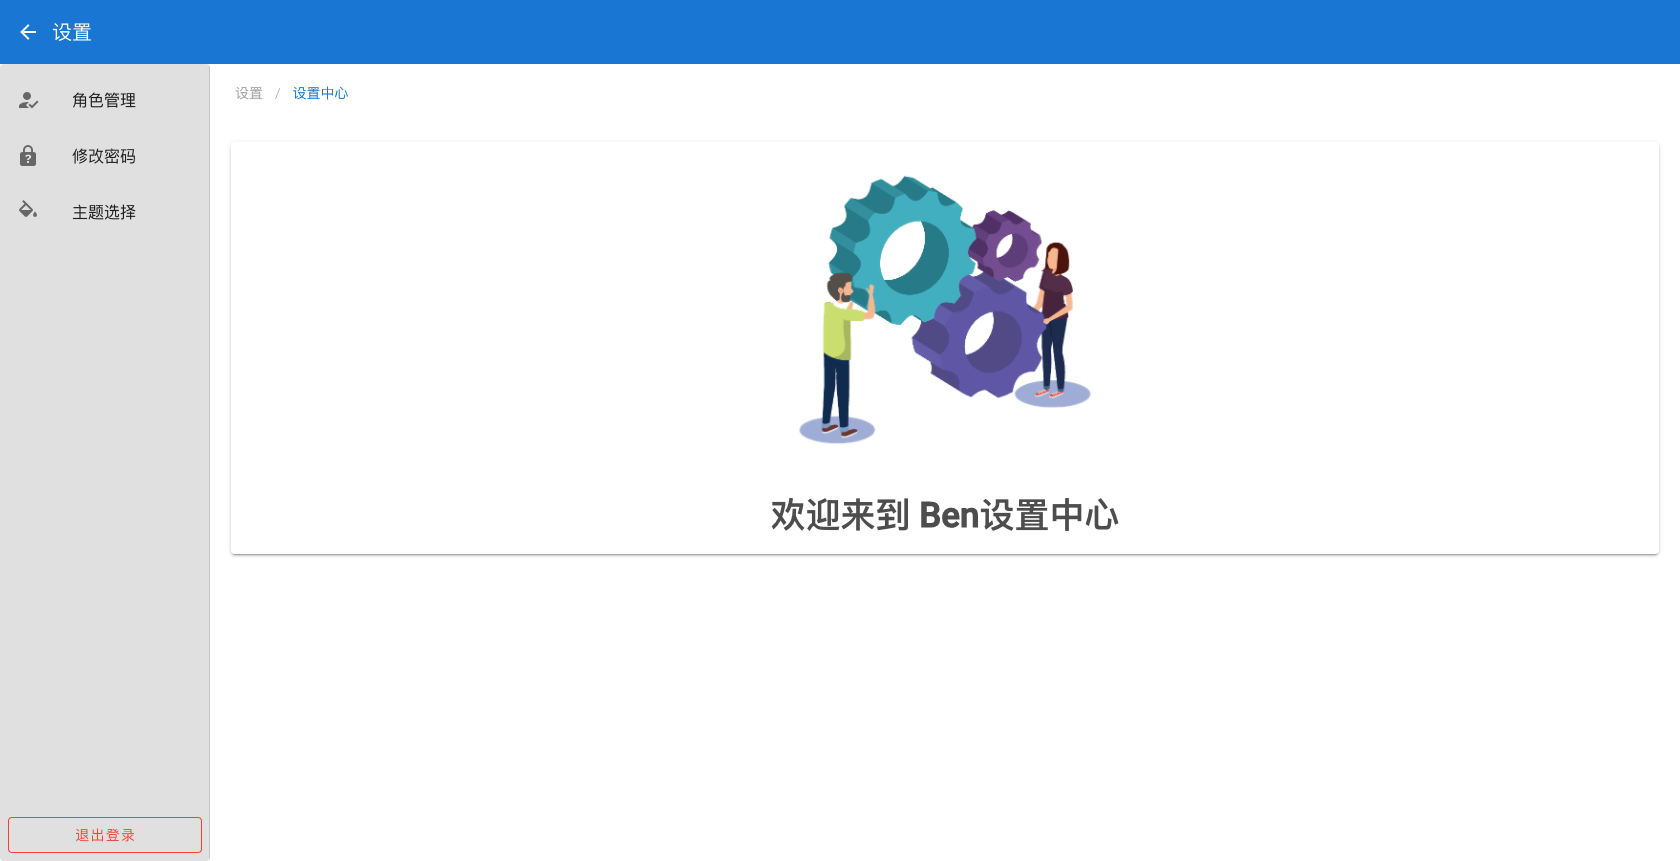 设置
角色管理
修改密码
主题选择
退出登录
设置 / 设置中心
欢迎来到 Ben设置中心